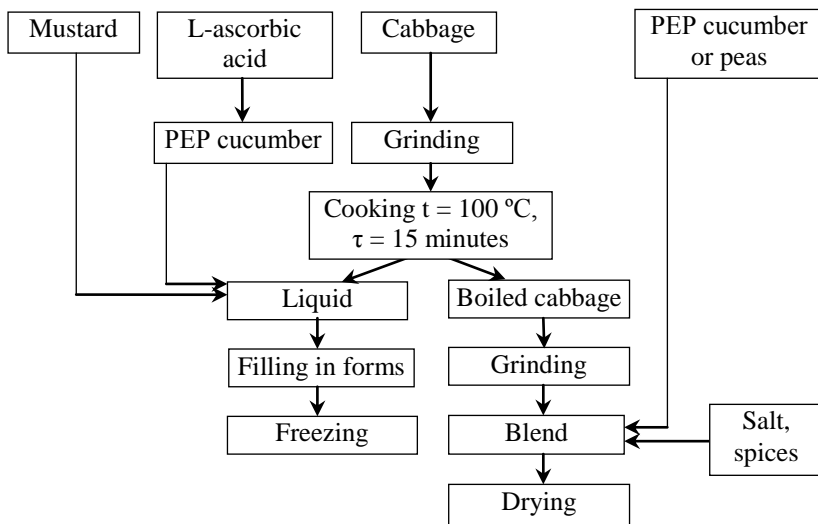 Mustard
L-ascorbic
acid
Cabbage
PEP cucumber
or peas
PEP cucumber
Grinding
Cooking t = 100 ºC,
τ = 15 minutes
Liquid
Boiled cabbage
Filling in forms
Grinding
Freezing
Blend
Salt,
spices
Drying